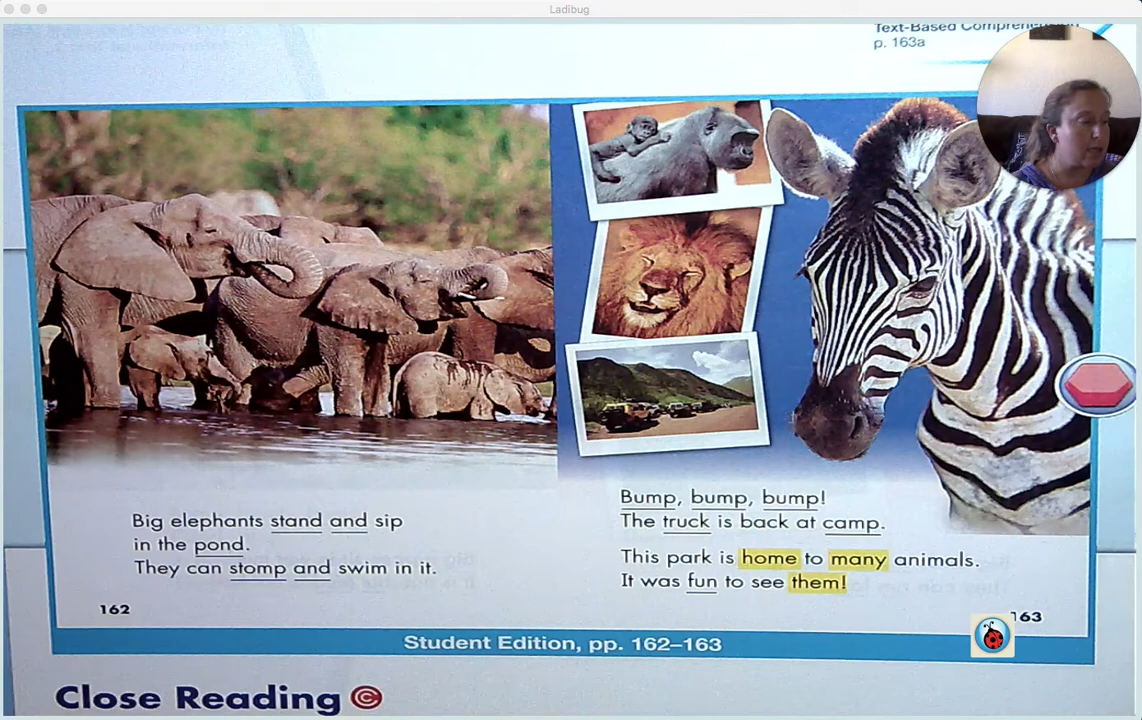 Ladibug
Text-Based Comprehension
p. 163a
Big elephants stand and sip
in the pond.
They can stomp and swim in it.
162
Bump, bump, bump!
The truck is back at camp.
This park is home to many animals.
It was fun to see them!
163
Student Edition, pp. 162–163
Close Reading C